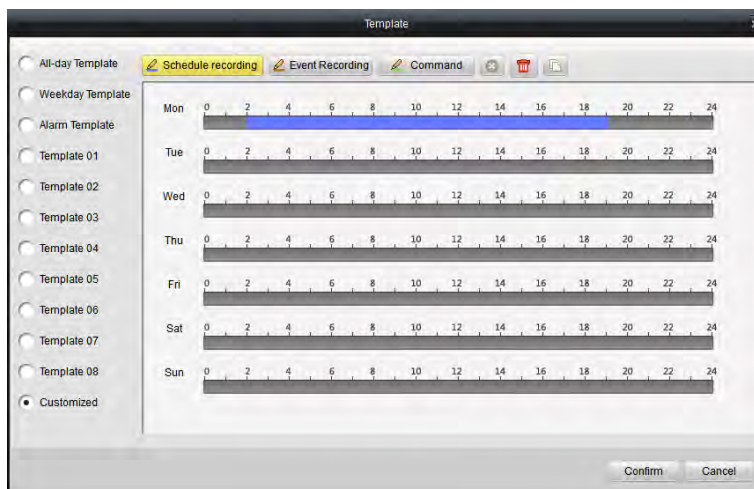 Template
All-day Template
Weekday Template
Alarm Template
Template 01
Template 02
Template 03
Template 04
Template 05
Template 06
Template 07
Template 08
Customized
Schedule recording Event Recording Command
Mon 0 2 4 6 8 10 12 14 16 18 20 22 24
Tue 0 2 4 6 8 10 12 14 16 18 20 22 24
Wed 0 2 4 6 8 10 12 14 16 18 20 22 24
Thu 0 2 4 6 8 10 12 14 16 18 20 22 24
Fri 0 2 4 6 8 10 12 14 16 18 20 22 24
Sat 0 2 4 6 8 10 12 14 16 18 20 22 24
Sun 0 2 4 6 8 10 12 14 16 18 20 22 24
Confirm Cancel